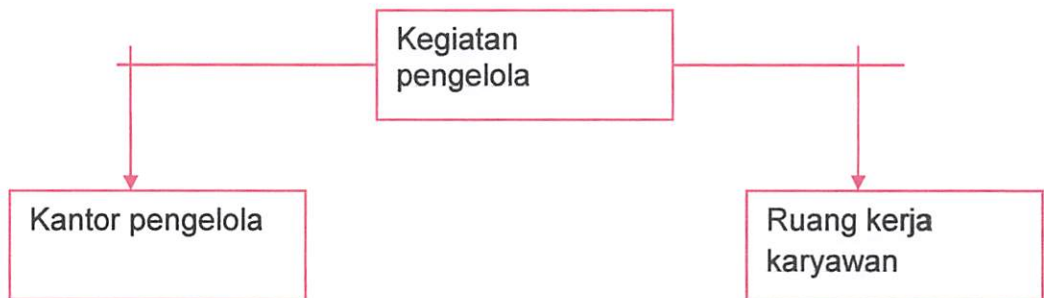 Kegiatan
pengelola
Kantor pengelola
Ruang kerja
karyawan